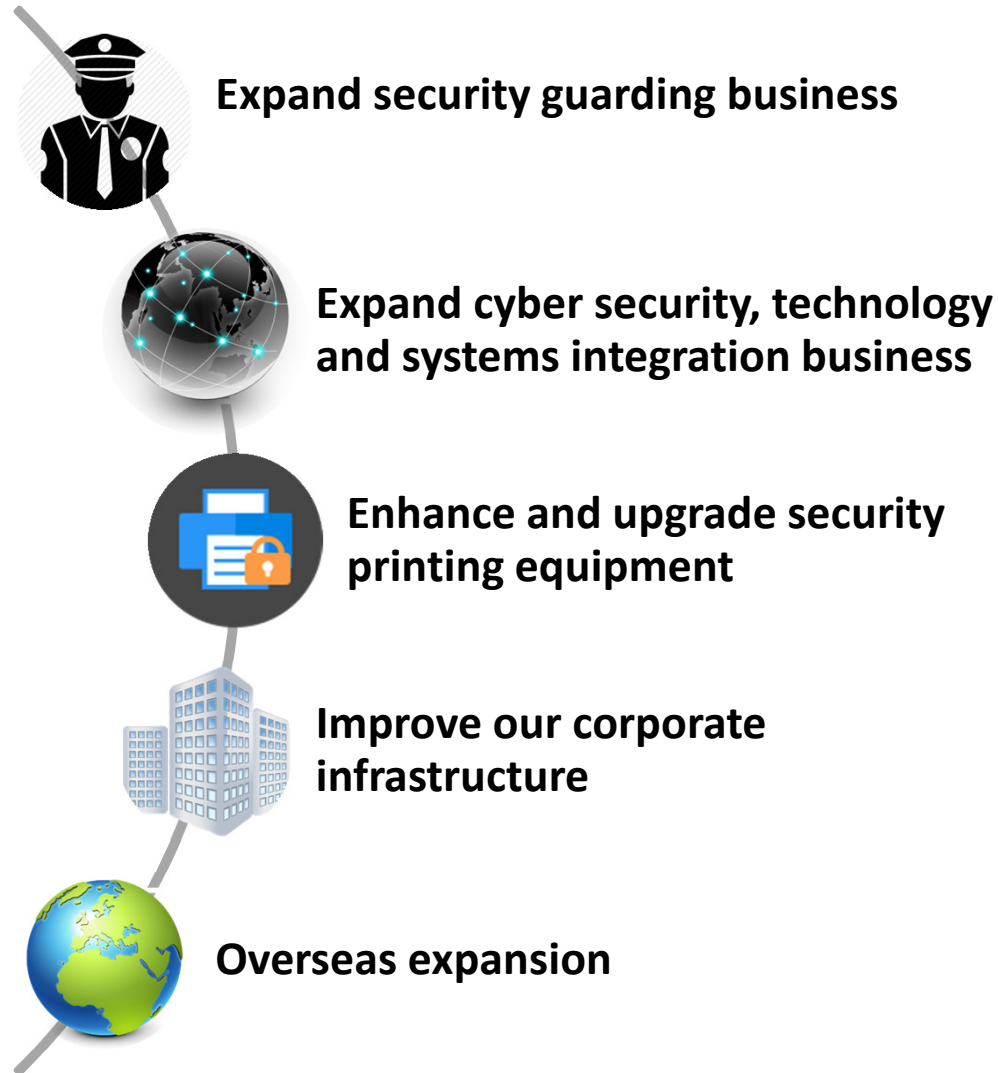 Expand security guarding business
Expand cyber security, technology
and systems integration business
Enhance and upgrade security
printing equipment
Improve our corporate
infrastructure
Overseas expansion